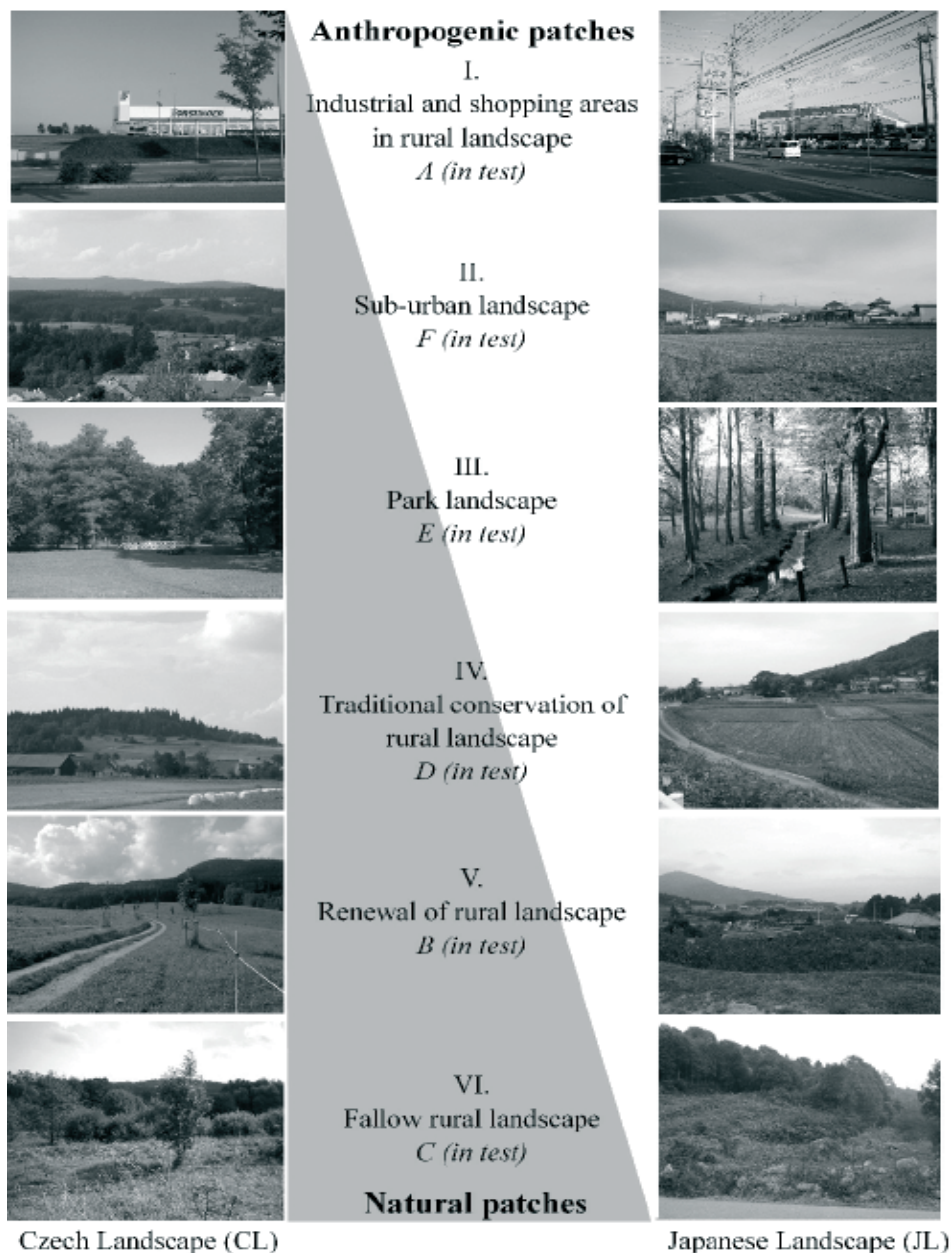 Anthropogenic patches
I.
Industrial and shopping areas
in rural landscape
A (in test)
II.
Sub-urban landscape
F (in test)
III.
Park landscape
E (in test)
IV.
Traditional conservation of
rural landscape
D (in test)
V.
Renewal of rural landscape
B (in test)
VI.
Fallow rural landscape
C (in test)
Natural patches
Czech Landscape (CL)
Japanese Landscape (JL)